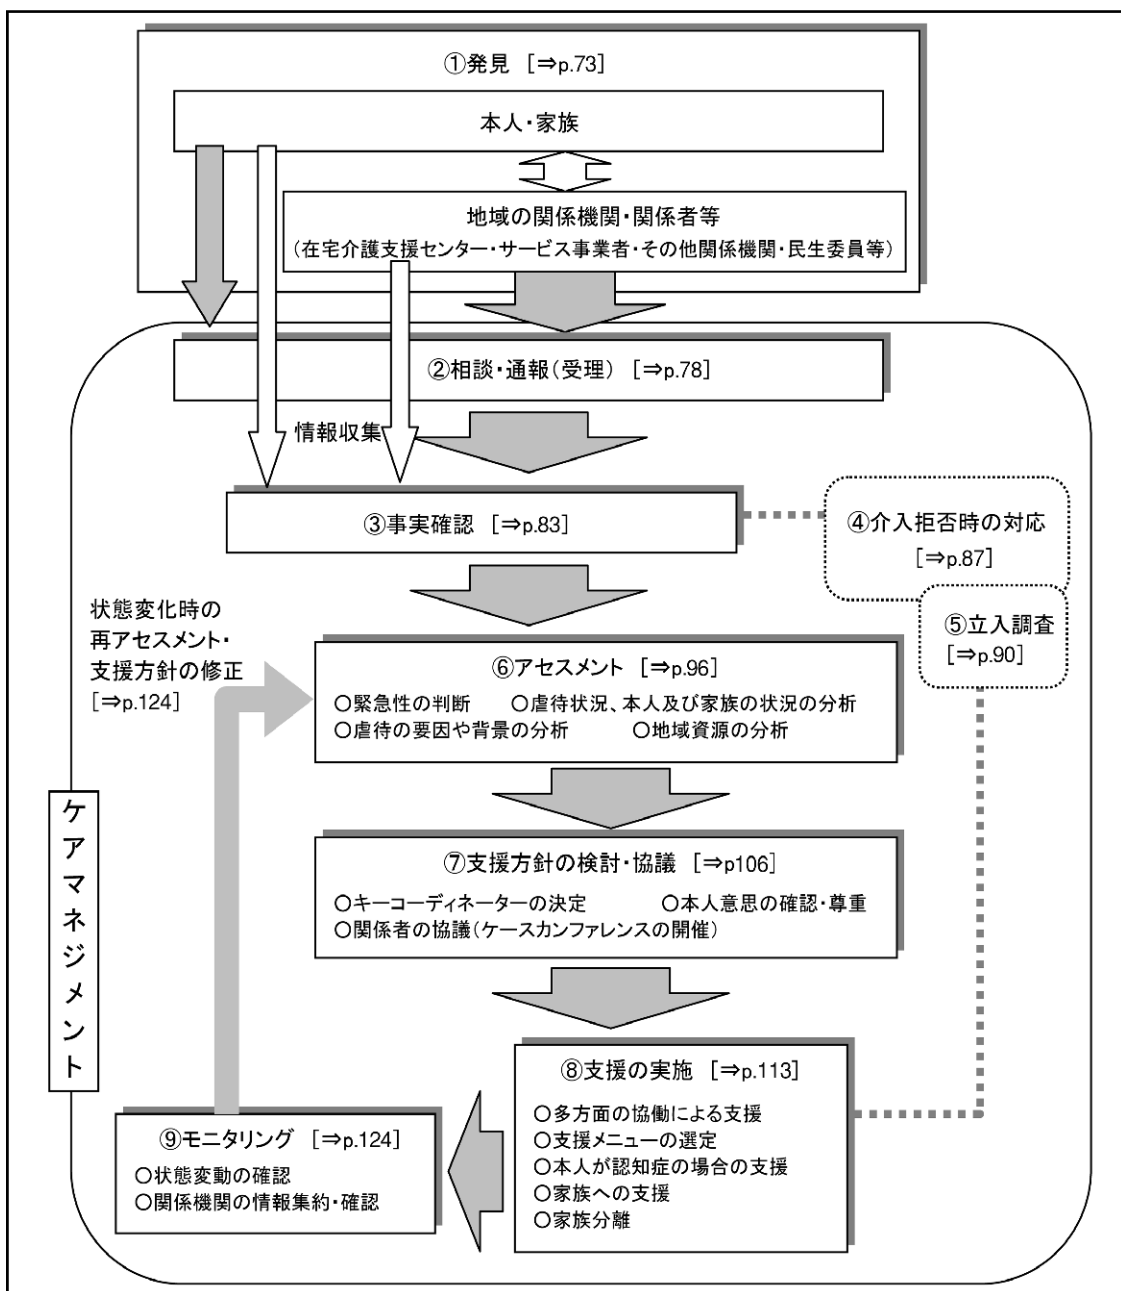 ①発見 [⇒p.73]
本人・家族
地域の関係機関・関係者等
(在宅介護支援センター・サービス事業者・その他関係機関・民生委員等)
②相談・通報(受理) [⇒p.78]
情報収集
③事実確認 [⇒p.83]
④介入拒否時の対応
[⇒p.87]
⑤立入調査
[⇒p.90]
状態変化時の
再アセスメント・
支援方針の修正
[⇒p.124]
⑥アセスメント [⇒p.96]
○緊急性の判断 ○虐待状況、本人及び家族の状況の分析
○虐待の要因や背景の分析 ○地域資源の分析
ケアマネジメント
⑦支援方針の検討・協議 [⇒p106]
○キーコーディネーターの決定 ○本人意思の確認・尊重
○関係者の協議(ケースカンファレンスの開催)
⑧支援の実施 [⇒p.113]
○多方面の協働による支援
○支援メニューの選定
○本人が認知症の場合の支援
○家族への支援
○家族分離
⑨モニタリング [⇒p.124]
○状態変動の確認
○関係機関の情報集約・確認